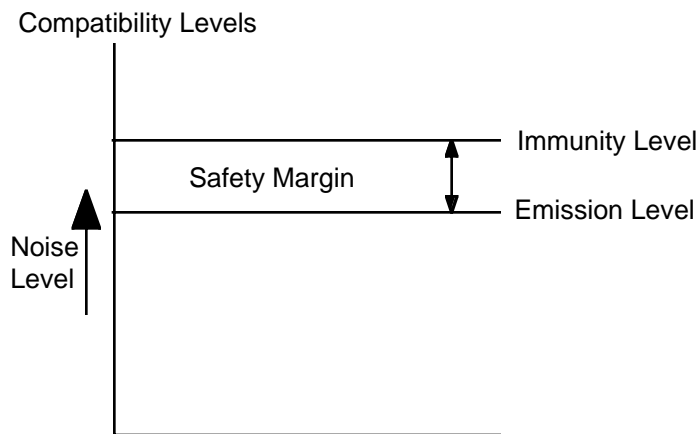 Compatibility Levels
Immunity Level
Safety Margin
Emission Level
Noise
Level